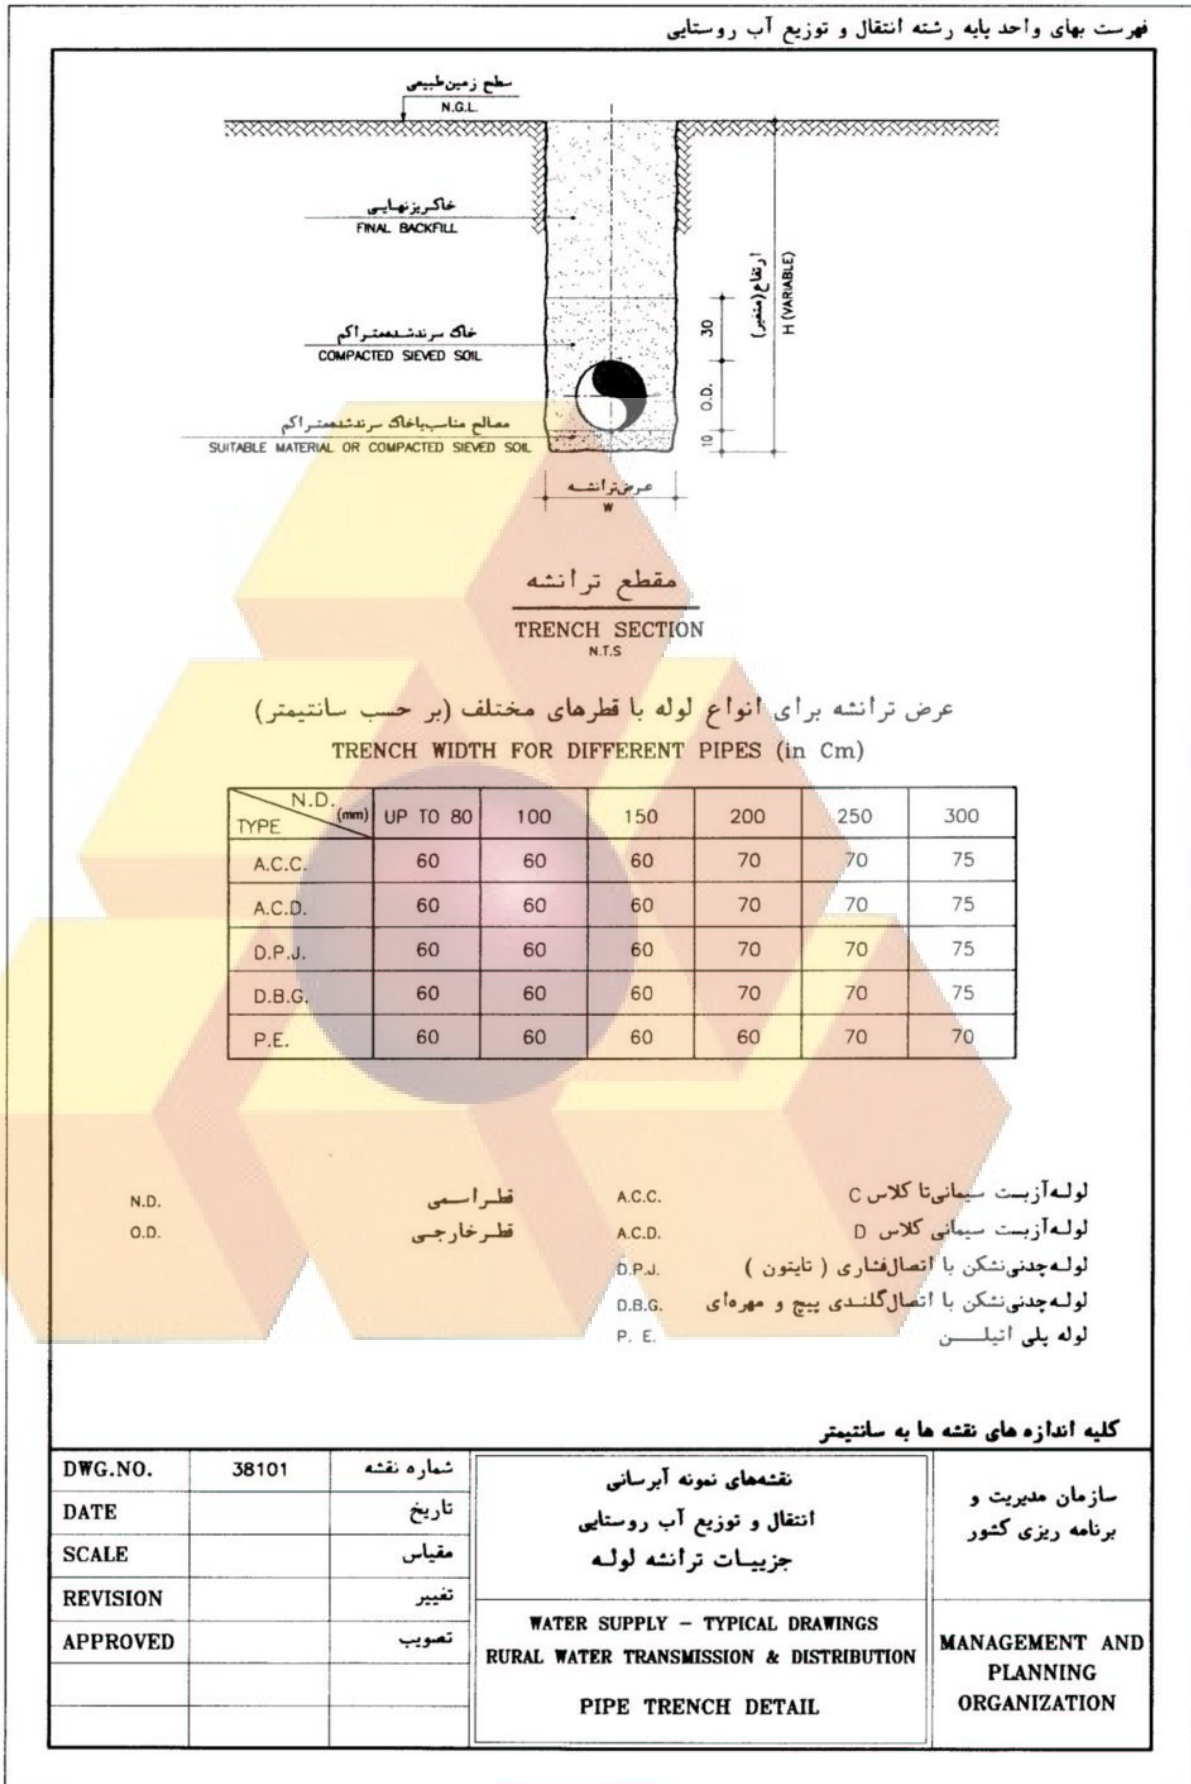 فهرست بهای واحد پایه رشته انتقال و توزیع آب روستایی
سطح زمین طبیعی
N.G.L.
خاکریز نهایی
FINAL BACKFILL
خاک سرند شده متراکم
COMPACTED SIEVED SOIL
مصالح مناسب یا خاک سرند شده متراکم
SUITABLE MATERIAL OR COMPACTED SIEVED SOIL
30
O.D.
10
ارتفاع (متغیر)
H (VARIABLE)
عرض ترانشه
W
مقطع ترانشه
TRENCH SECTION
N.T.S
عرض ترانشه برای انواع لوله با قطرهای مختلف (بر حسب سانتیمتر)
TRENCH WIDTH FOR DIFFERENT PIPES (in Cm)
TYPE N.D. (mm) UP TO 80 100 150 200 250 300
A.C.C. 60 60 60 70 70 75
A.C.D. 60 60 60 70 70 75
D.P.J. 60 60 60 70 70 75
D.B.G. 60 60 60 70 70 75
P.E. 60 60 60 60 70 70
لوله آزبست سیمانی تا کلاس C A.C.C.
لوله آزبست سیمانی کلاس D A.C.D.
لوله چدنی نشکن با اتصال فشاری ( تایتون ) D.P.J.
لوله چدنی نشکن با اتصال گلندی پیچ و مهره‌ای D.B.G.
لوله پلی اتیلن P. E.
قطر اسمی N.D.
قطر خارجی O.D.
کلیه اندازه های نقشه ها به سانتیمتر
DWG.NO. 38101 شماره نقشه
DATE تاریخ
SCALE مقیاس
REVISION تغییر
APPROVED تصویب
نقشه‌های نمونه آبرسانی
انتقال و توزیع آب روستایی
جزییات ترانشه لوله
WATER SUPPLY – TYPICAL DRAWINGS
RURAL WATER TRANSMISSION & DISTRIBUTION
PIPE TRENCH DETAIL
سازمان مدیریت و
برنامه ریزی کشور
MANAGEMENT AND
PLANNING
ORGANIZATION